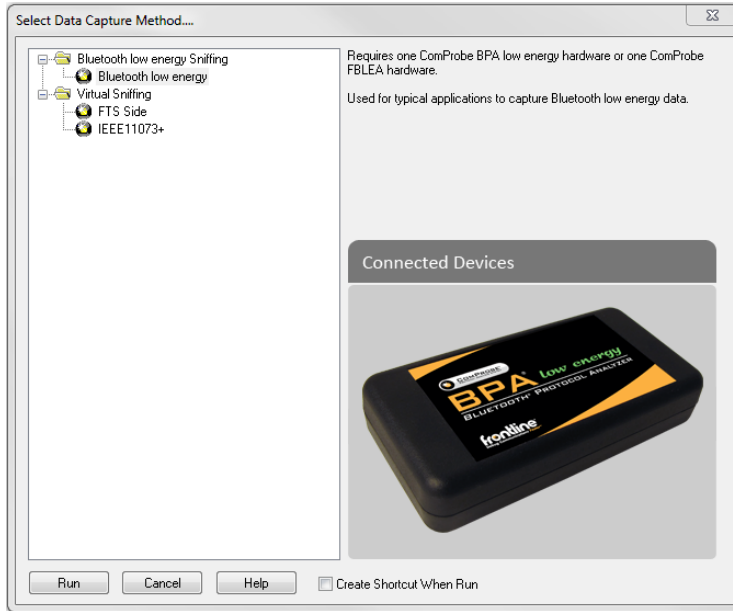 Select Data Capture Method....
Bluetooth low energy Sniffing
Bluetooth low energy
Virtual Sniffing
FTS Side
IEEE11073+
Requires one ComProbe BPA low energy hardware or one ComProbe
FBLEA hardware.
Used for typical applications to capture Bluetooth low energy data.
Connected Devices
COMPROBE
BPA® low energy
BLUETOOTH® PROTOCOL ANALYZER
frontline
Run
Cancel
Help
Create Shortcut When Run